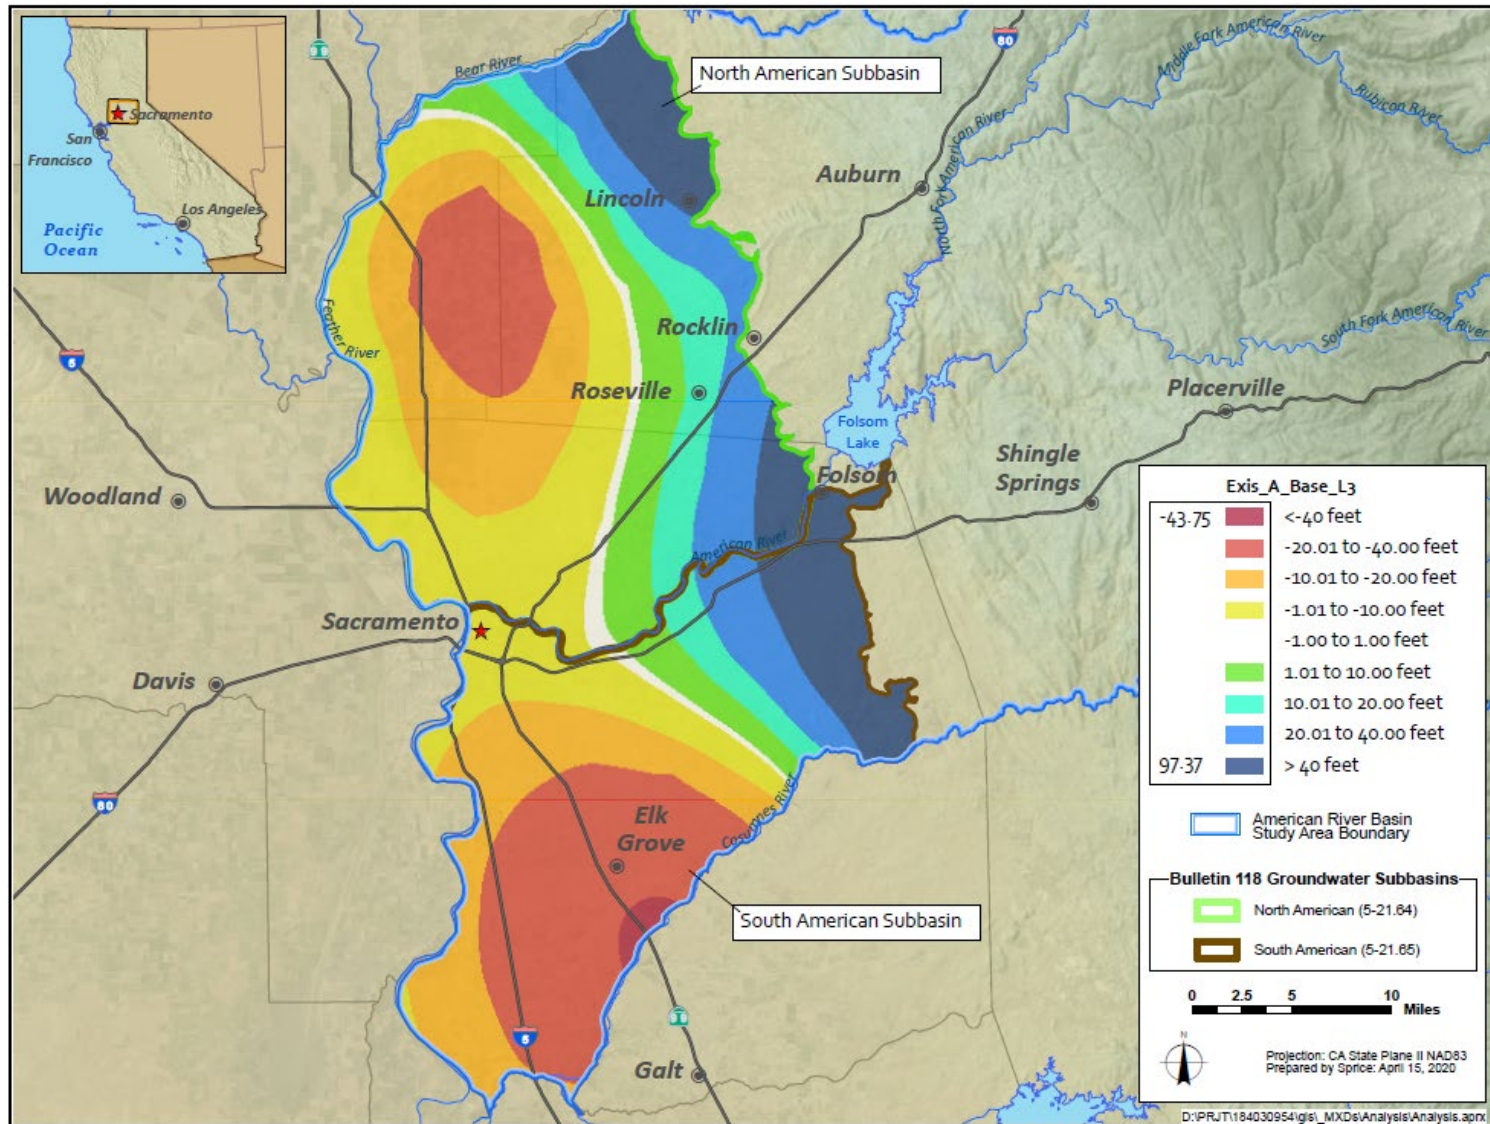 Sacramento
San
Francisco
Los Angeles
Pacific
Ocean
80
Bear River
North American Subbasin
Middle Fork American River
Rubicon River
North Fork American River
Auburn
Lincoln
Feather River
Rocklin
South Fork American River
5
Roseville
Placerville
Folsom
Lake
Shingle
Springs
Folsom
Woodland
American River
Sacramento
Davis
80
Elk
Grove
Cosumnes River
South American Subbasin
5
Galt
Exis_A_Base_L3
-43.75 <-40 feet
-20.01 to -40.00 feet
-10.01 to -20.00 feet
-1.01 to -10.00 feet
-1.00 to 1.00 feet
1.01 to 10.00 feet
10.01 to 20.00 feet
20.01 to 40.00 feet
97.37 > 40 feet
American River Basin
Study Area Boundary
Bulletin 118 Groundwater Subbasins
North American (5-21.64)
South American (5-21.65)
0 2.5 5 10
Miles
N
Projection: CA State Plane II NAD83
Prepared by Sprice: April 15, 2020
D:\PRJT\184030954\gis\_MXDs\Analysis\Analysis.aprx